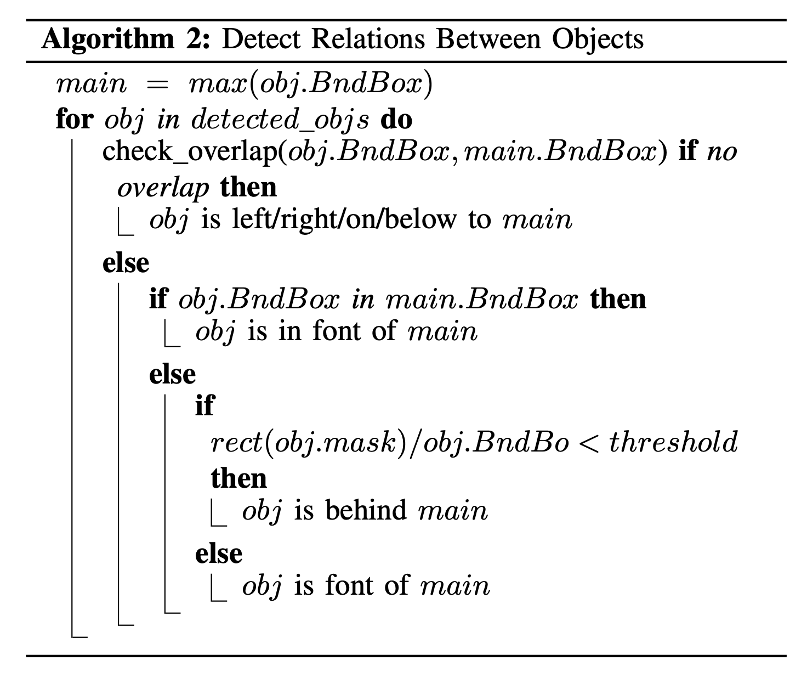 Algorithm 2: Detect Relations Between Objects
main = max(obj.BndBox)
for obj in detected_objs do
check_overlap(obj.BndBox, main.BndBox) if no
overlap then
obj is left/right/on/below to main
else
if obj.BndBox in main.BndBox then
obj is in font of main
else
if
rect(obj.mask)/obj.BndBo < threshold
then
obj is behind main
else
obj is font of main